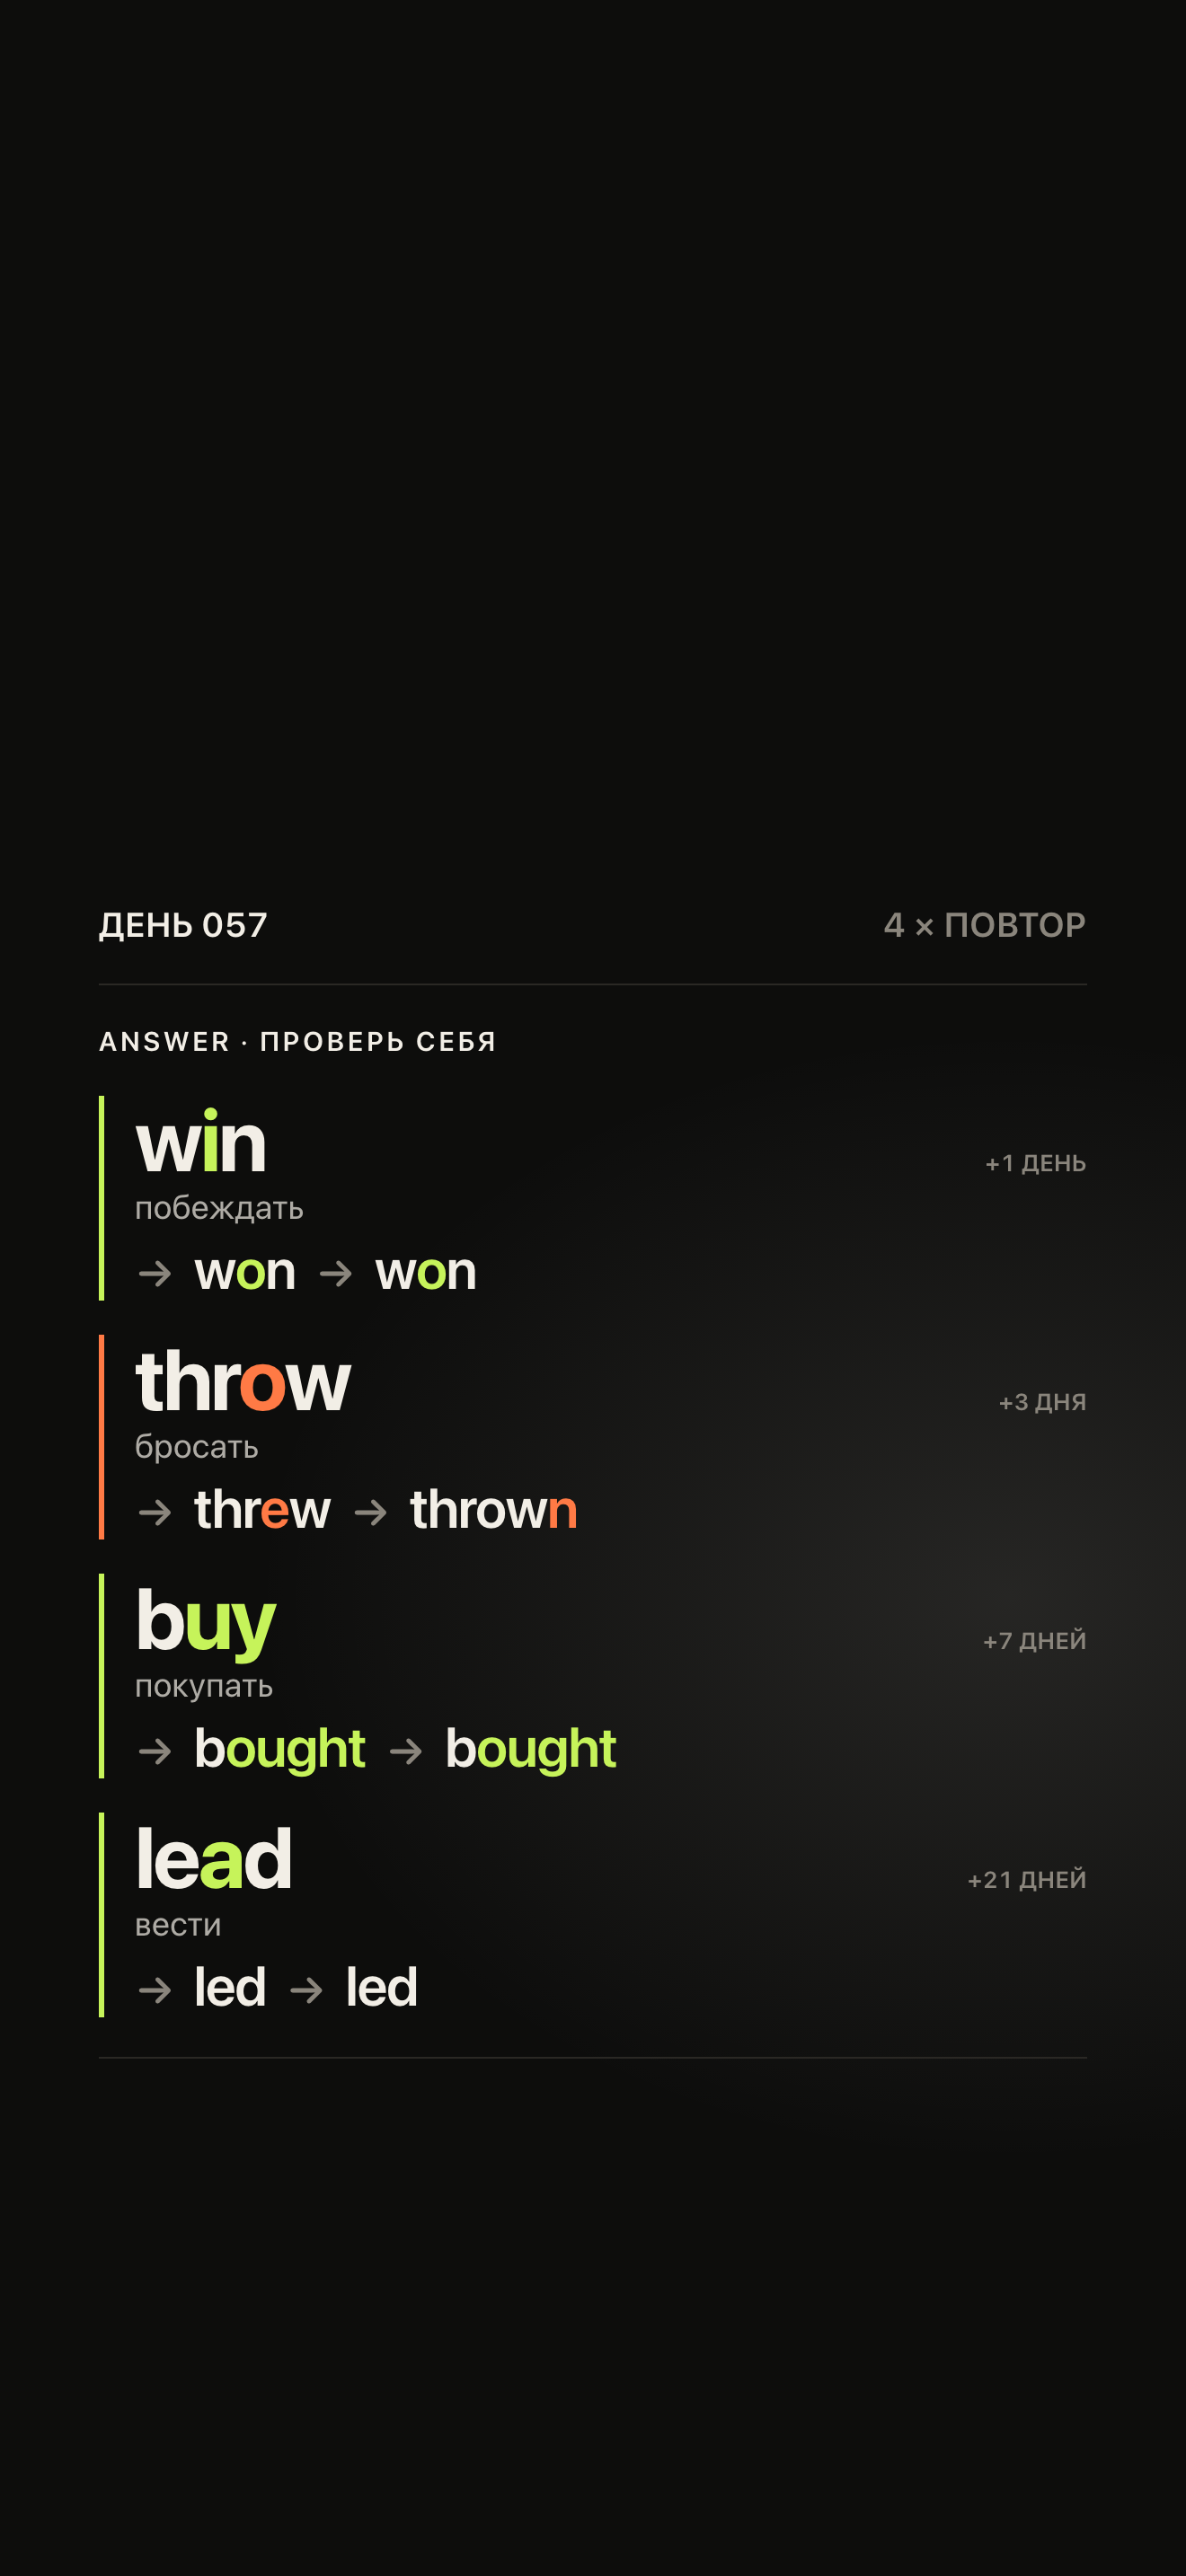 ДЕНЬ 057
4 × ПОВТОР
ANSWER · ПРОВЕРЬ СЕБЯ
win
+1 ДЕНЬ
побеждать
→ won → won
throw
+3 ДНЯ
бросать
→ threw → thrown
buy
+7 ДНЕЙ
покупать
→ bought → bought
lead
+21 ДНЕЙ
вести
→ led → led